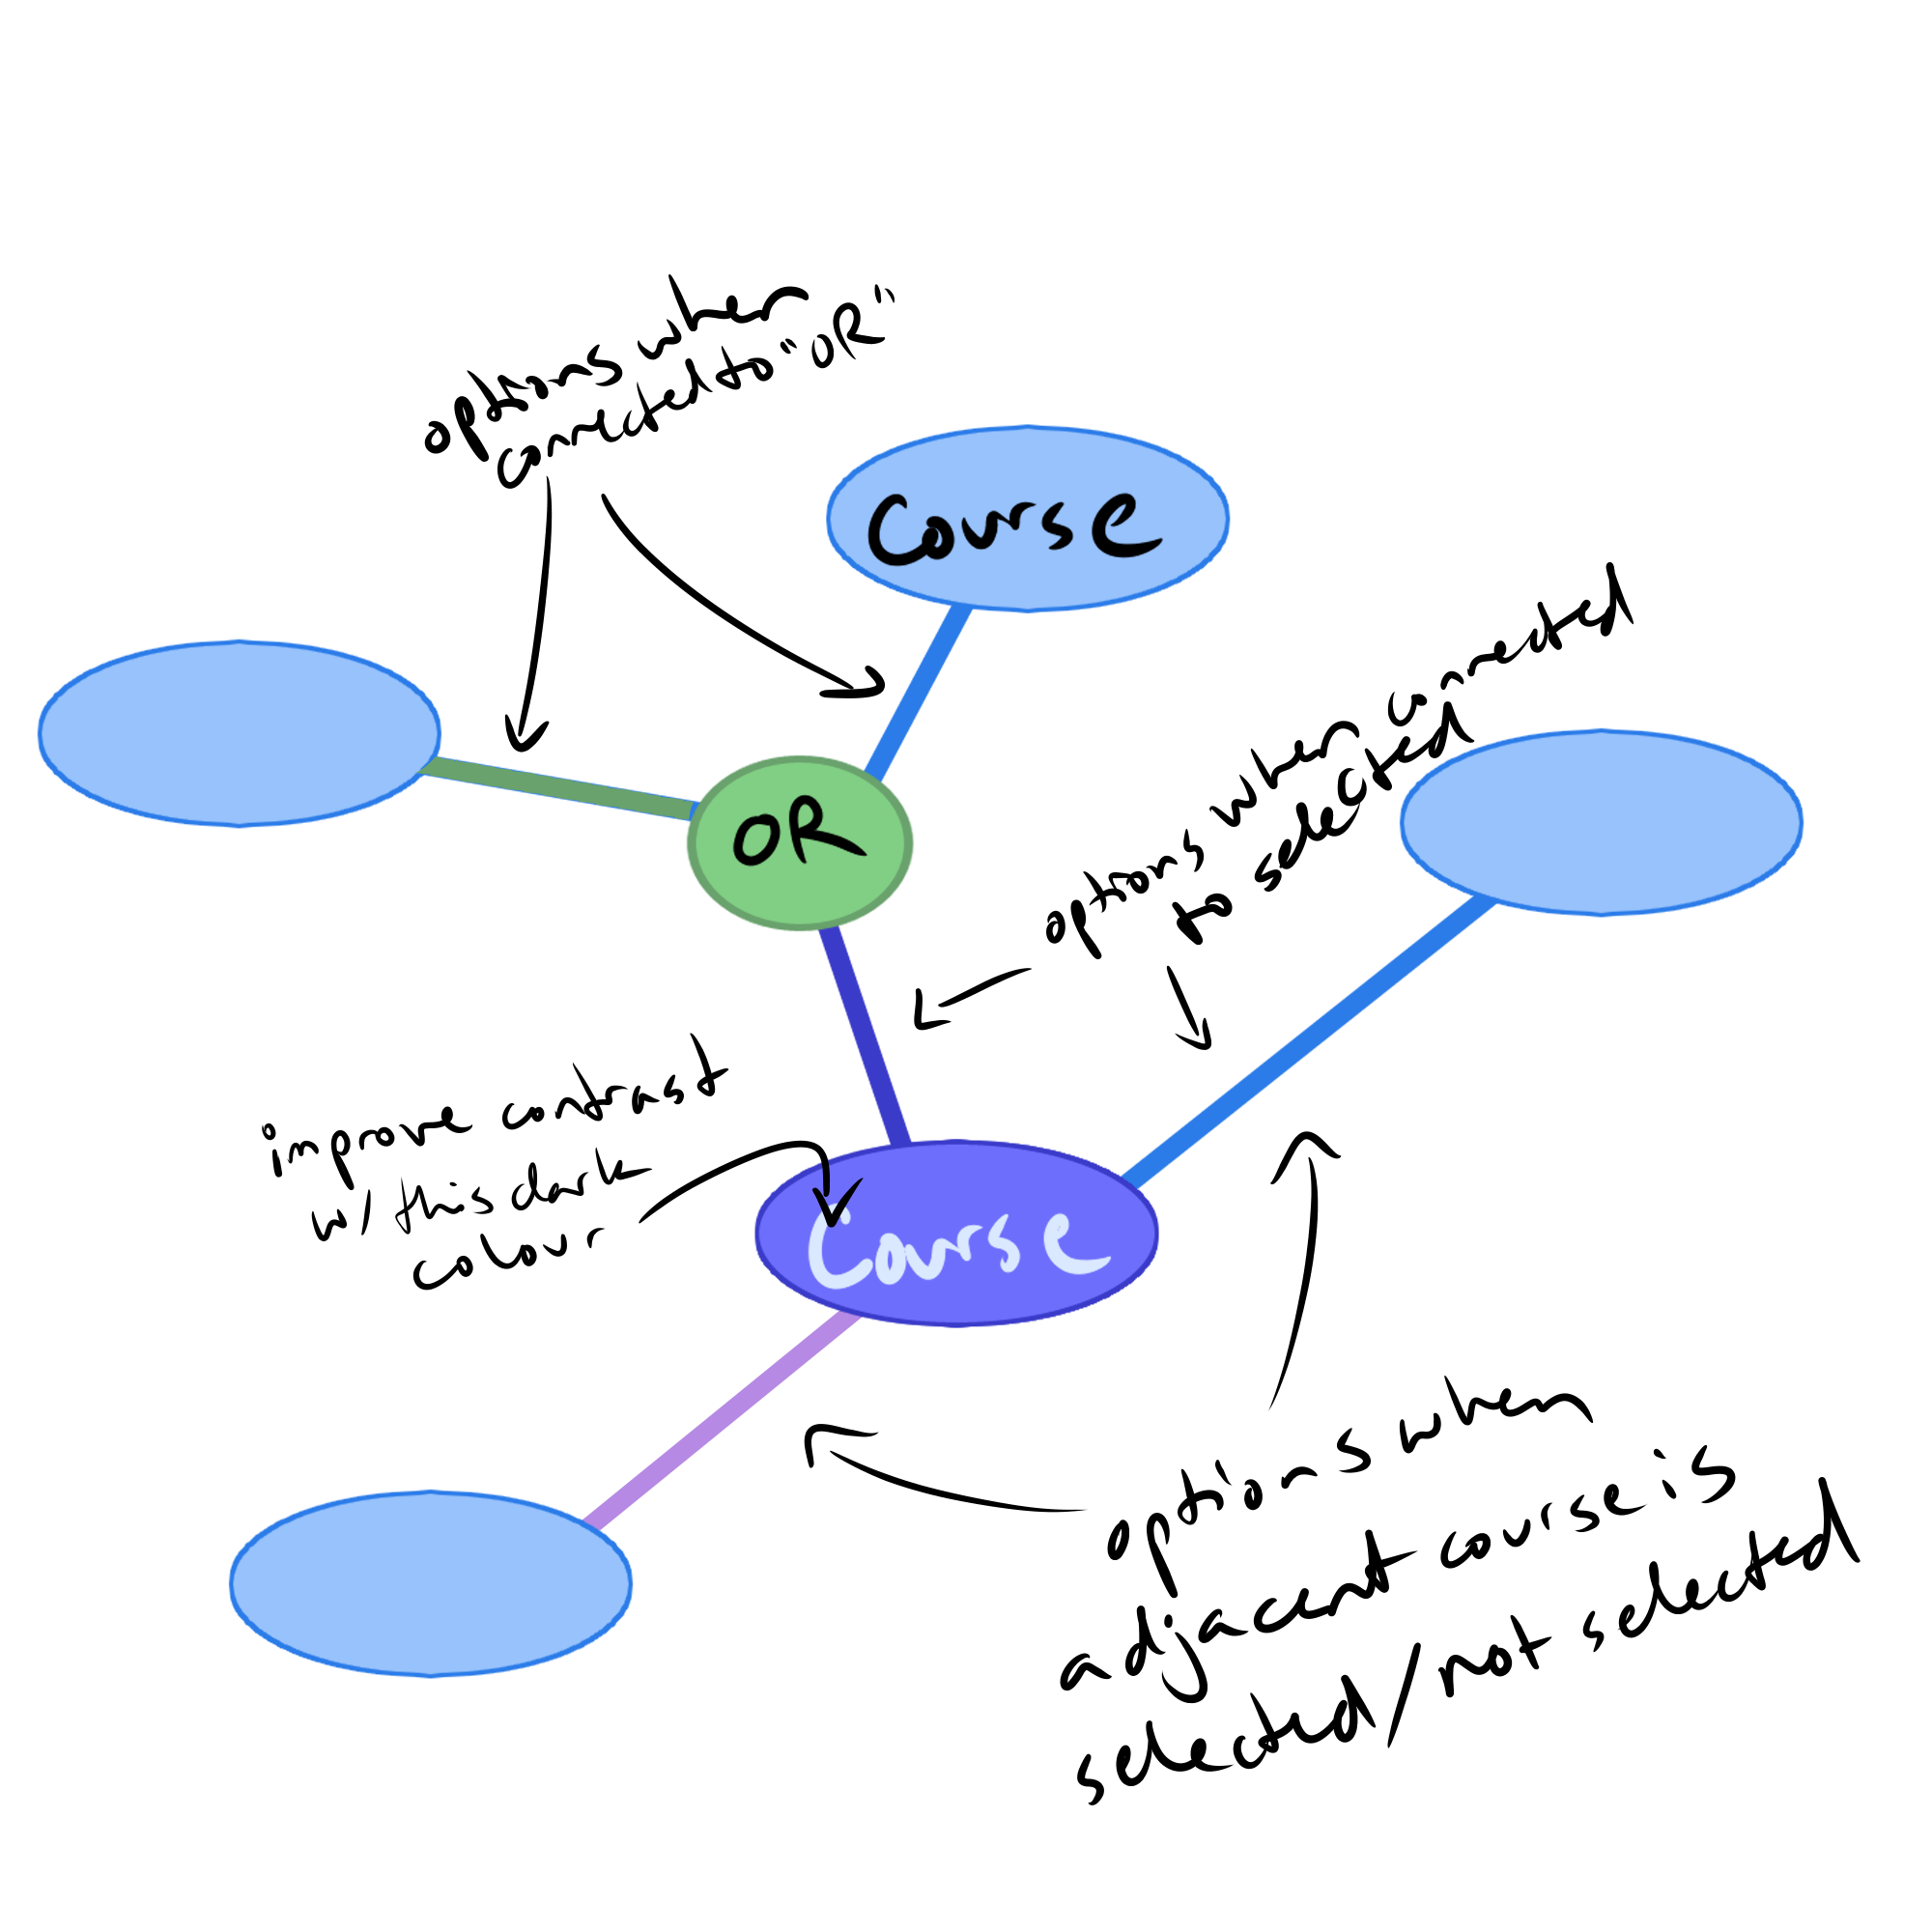 options when
connected to "OR"
Course
options when connected
to selected
OR
improve contrast
w/ this dark
colour
Course
options when
adjacent course is
selected/not selected